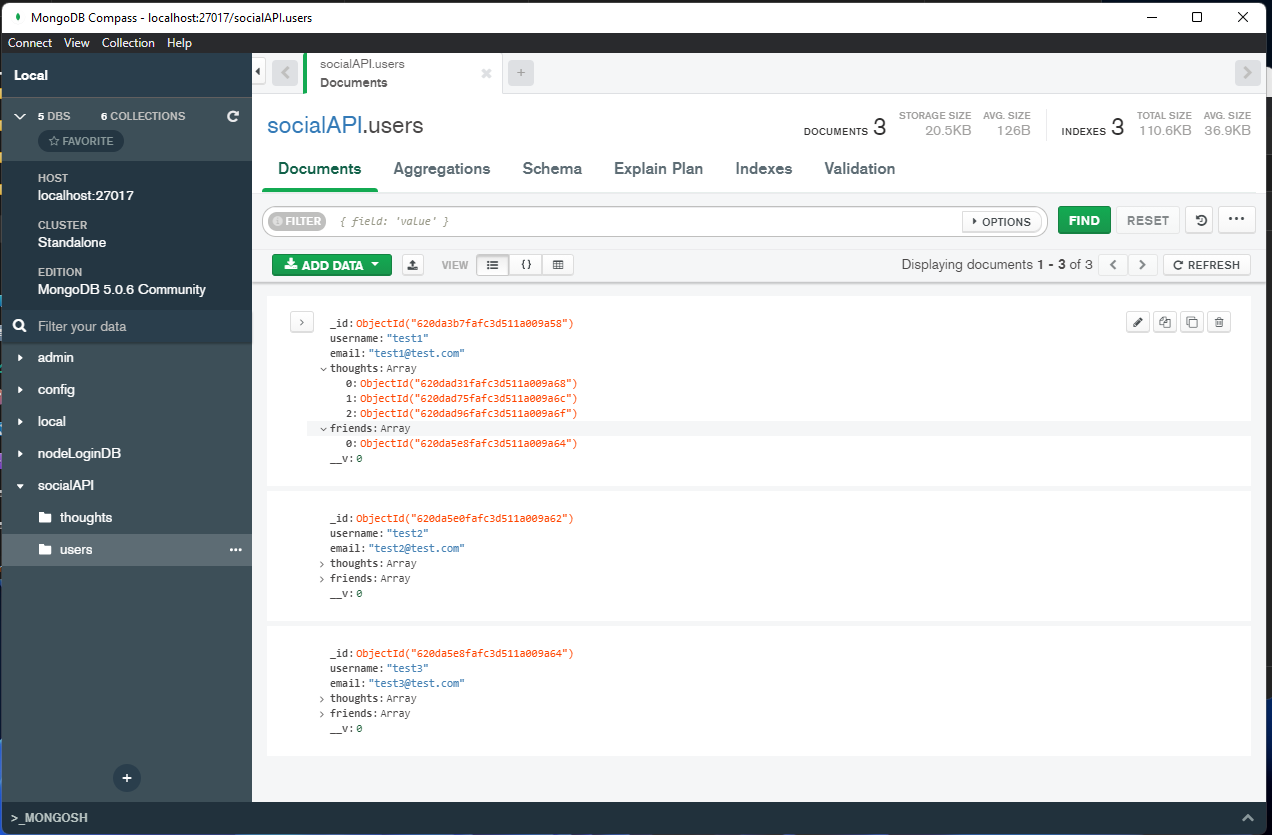 MongoDB Compass - localhost:27017/socialAPI.users
Connect View Collection Help
Local
5 DBS 6 COLLECTIONS
FAVORITE
HOST
localhost:27017
CLUSTER
Standalone
EDITION
MongoDB 5.0.6 Community
Filter your data
admin
config
local
nodeLoginDB
socialAPI
thoughts
users
socialAPI.users
Documents
socialAPI.users
DOCUMENTS 3
STORAGE SIZE
20.5KB
AVG. SIZE
126B
INDEXES 3
TOTAL SIZE
110.6KB
AVG. SIZE
36.9KB
Documents Aggregations Schema Explain Plan Indexes Validation
FILTER { field: 'value' } OPTIONS FIND RESET
ADD DATA VIEW { } Displaying documents 1 - 3 of 3 REFRESH
_id: ObjectId("620da3b7fafc3d511a009a58")
username: "test1"
email: "test1@test.com"
thoughts: Array
0: ObjectId("620dad31fafc3d511a009a68")
1: ObjectId("620dad75fafc3d511a009a6c")
2: ObjectId("620dad96fafc3d511a009a6f")
friends: Array
0: ObjectId("620da5e8fafc3d511a009a64")
__v: 0
_id: ObjectId("620da5e0fafc3d511a009a62")
username: "test2"
email: "test2@test.com"
thoughts: Array
friends: Array
__v: 0
_id: ObjectId("620da5e8fafc3d511a009a64")
username: "test3"
email: "test3@test.com"
thoughts: Array
friends: Array
__v: 0
>_MONGOSH